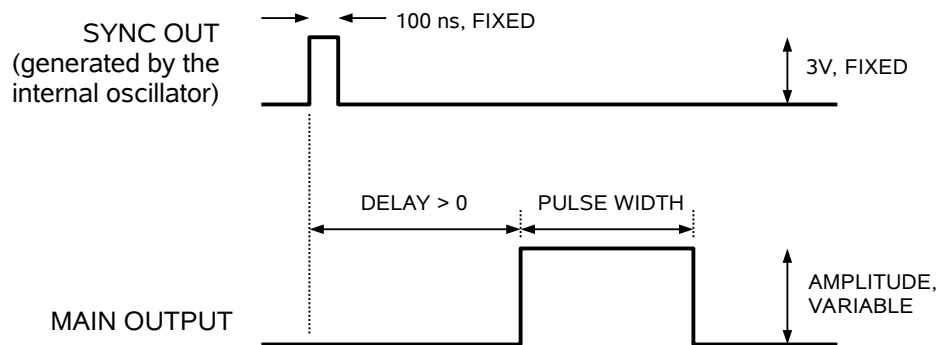 100 ns, FIXED
SYNC OUT
(generated by the
internal oscillator)
3V, FIXED
DELAY > 0
PULSE WIDTH
AMPLITUDE,
VARIABLE
MAIN OUTPUT